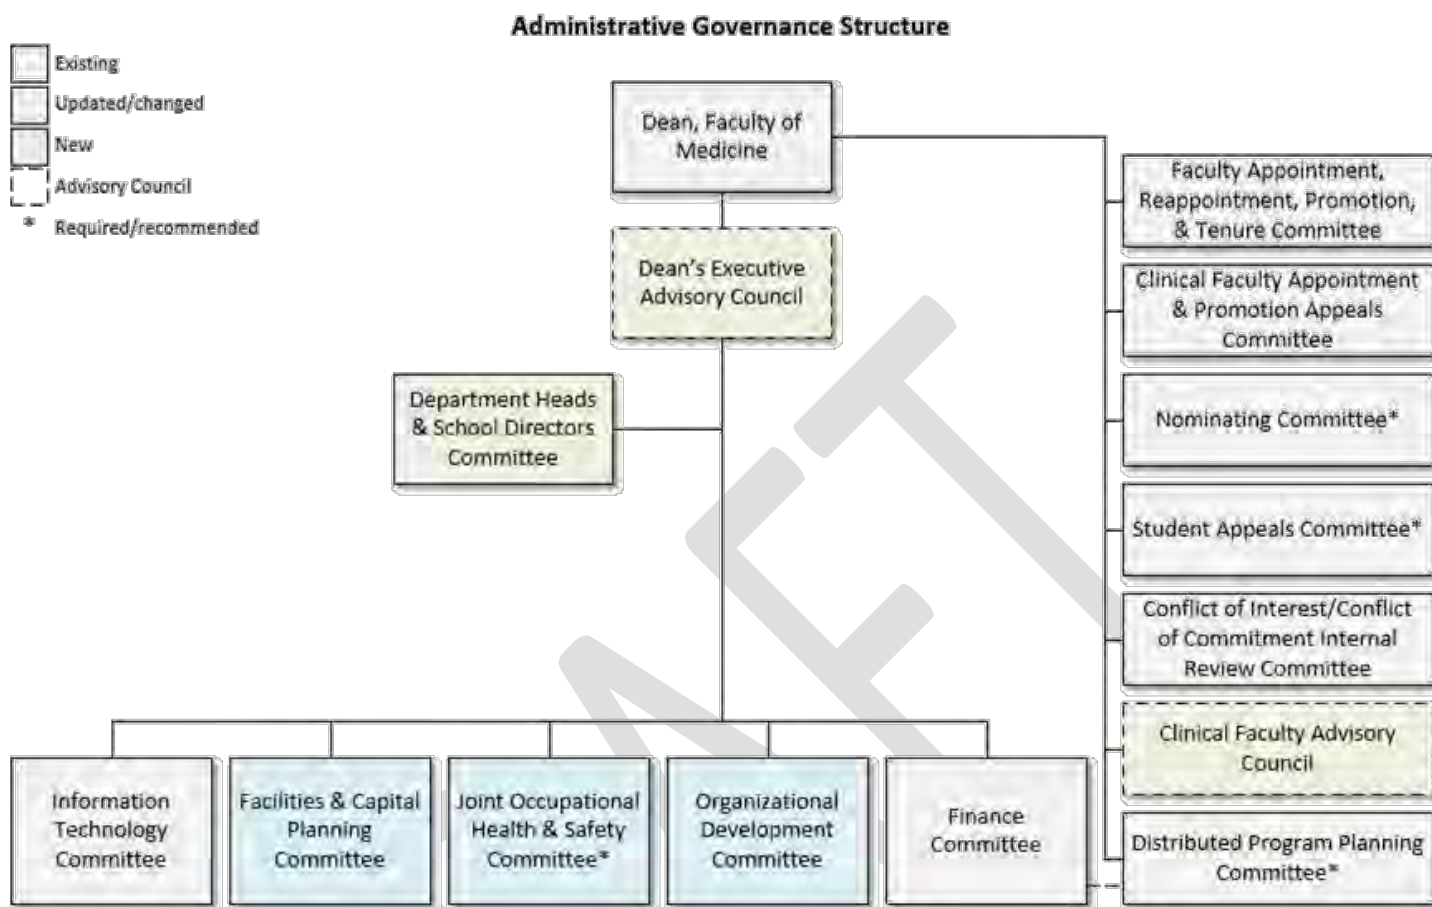 Administrative Governance Structure
Existing
Updated/changed
New
Advisory Council
* Required/recommended
Dean, Faculty of
Medicine
Dean's Executive
Advisory Council
Department Heads
& School Directors
Committee
Faculty Appointment,
Reappointment, Promotion,
& Tenure Committee
Clinical Faculty Appointment
& Promotion Appeals
Committee
Nominating Committee*
Student Appeals Committee*
Conflict of Interest/Conflict
of Commitment Internal
Review Committee
Clinical Faculty Advisory
Council
Distributed Program Planning
Committee*
Information
Technology
Committee
Facilities & Capital
Planning
Committee
Joint Occupational
Health & Safety
Committee*
Organizational
Development
Committee
Finance
Committee
AFT